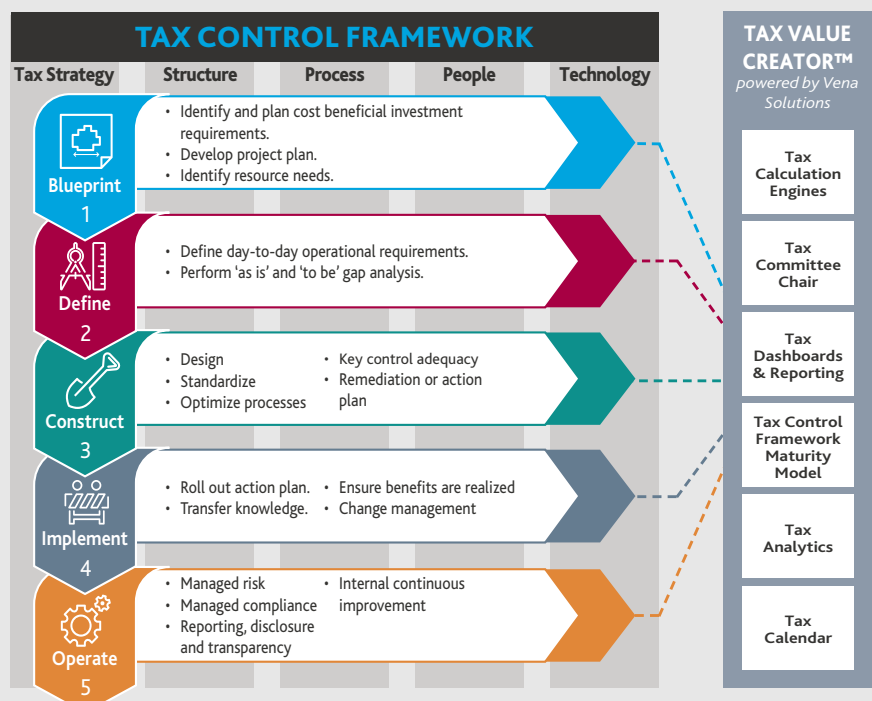 TAX CONTROL FRAMEWORK
Tax Strategy
Structure
Process
People
Technology
Blueprint
1
• Identify and plan cost beneficial investment
requirements.
• Develop project plan.
• Identify resource needs.
Define
2
• Define day-to-day operational requirements.
• Perform ‘as is’ and ‘to be’ gap analysis.
Construct
3
• Design
• Standardize
• Optimize processes
• Key control adequacy
• Remediation or action
plan
Implement
4
• Roll out action plan.
• Transfer knowledge.
• Ensure benefits are realized
• Change management
Operate
5
• Managed risk
• Managed compliance
• Reporting, disclosure
and transparency
• Internal continuous
improvement
TAX VALUE
CREATOR™
powered by Vena
Solutions
Tax
Calculation
Engines
Tax
Committee
Chair
Tax
Dashboards
& Reporting
Tax Control
Framework
Maturity
Model
Tax
Analytics
Tax
Calendar